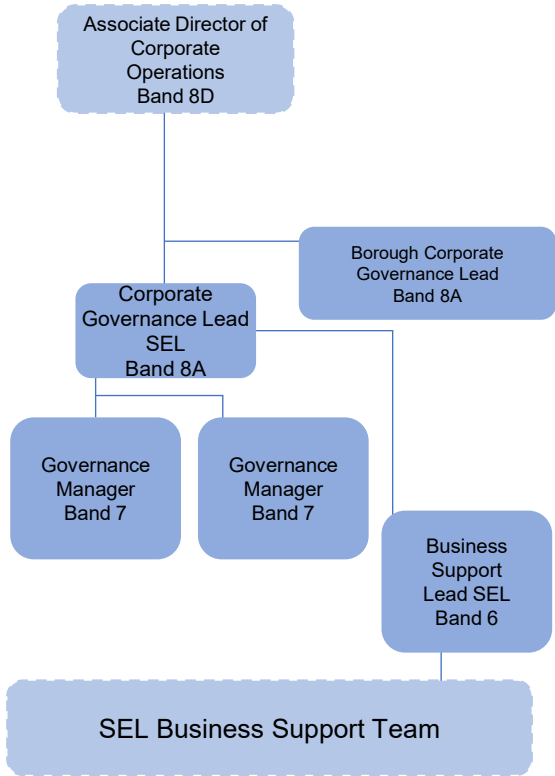 Associate Director of
Corporate
Operations
Band 8D
Borough Corporate
Governance Lead
Band 8A
Corporate
Governance Lead
SEL
Band 8A
Governance
Manager
Band 7
Governance
Manager
Band 7
Business
Support
Lead SEL
Band 6
SEL Business Support Team